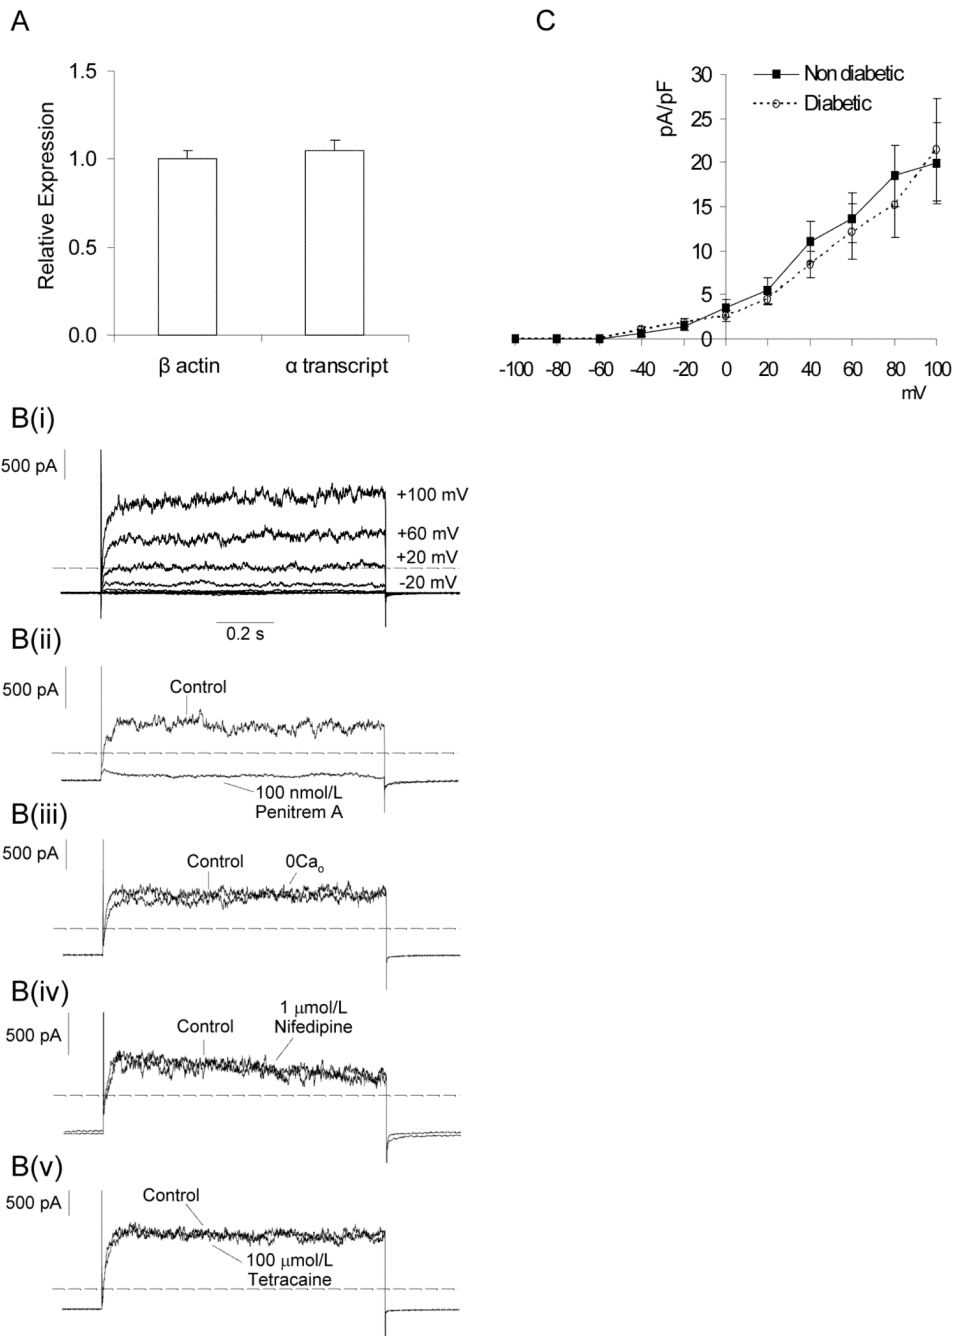 A
Relative Expression
1.5
1.0
0.5
0.0
β actin
α transcript
C
pA/pF
30
25
20
15
10
5
0
Non diabetic
Diabetic
-100 -80 -60 -40 -20 0 20 40 60 80 100
mV
B(i)
500 pA
+100 mV
+60 mV
+20 mV
-20 mV
0.2 s
B(ii)
500 pA
Control
100 nmol/L
Penitrem A
B(iii)
500 pA
Control
0Cao
B(iv)
500 pA
Control
1 μmol/L
Nifedipine
B(v)
500 pA
Control
100 μmol/L
Tetracaine